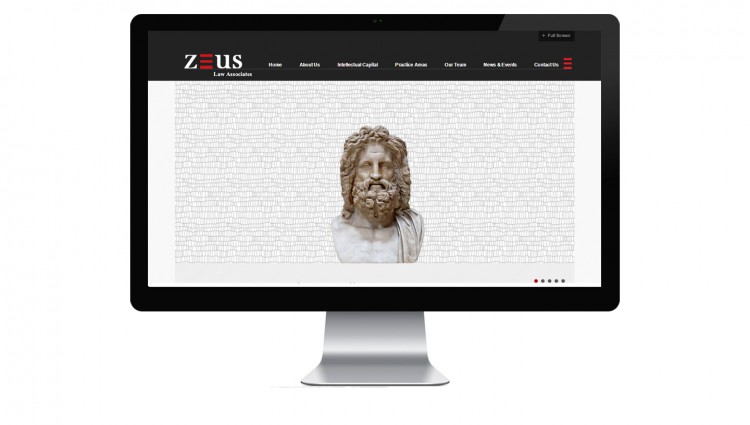 + Full Screen
ZEus
Law Associates
Home About Us Intellectual Capital Practice Areas Our Team News & Events Contact Us